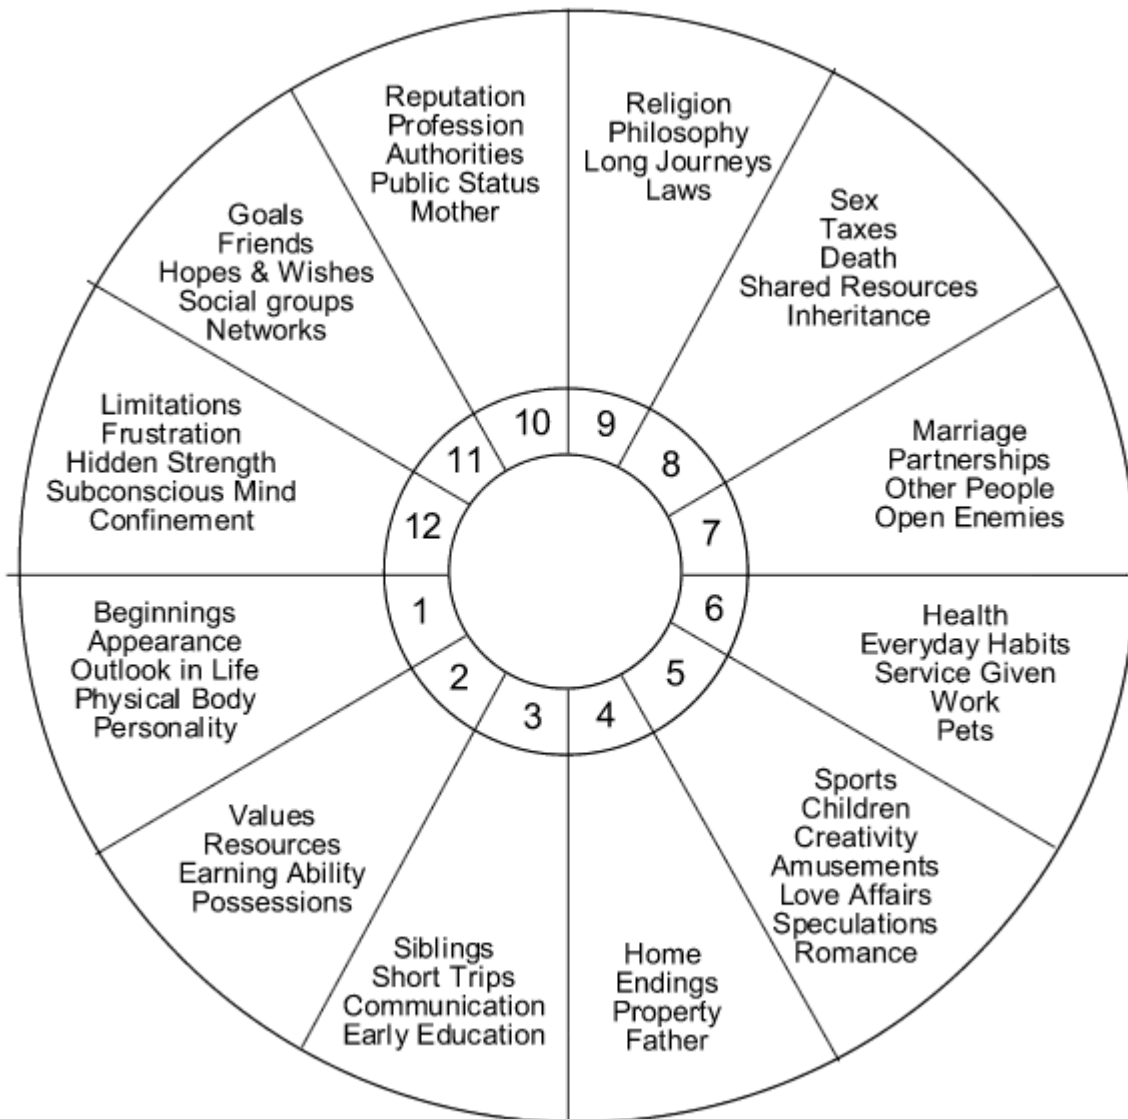 Reputation
Profession
Authorities
Public Status
Mother
Religion
Philosophy
Long Journeys
Laws
Goals
Friends
Hopes & Wishes
Social groups
Networks
Sex
Taxes
Death
Shared Resources
Inheritance
Limitations
Frustration
Hidden Strength
Subconscious Mind
Confinement
Marriage
Partnerships
Other People
Open Enemies
10
9
11
8
12
7
1
6
2
5
3
4
Beginnings
Appearance
Outlook in Life
Physical Body
Personality
Health
Everyday Habits
Service Given
Work
Pets
Values
Resources
Earning Ability
Possessions
Sports
Children
Creativity
Amusements
Love Affairs
Speculations
Romance
Siblings
Short Trips
Communication
Early Education
Home
Endings
Property
Father